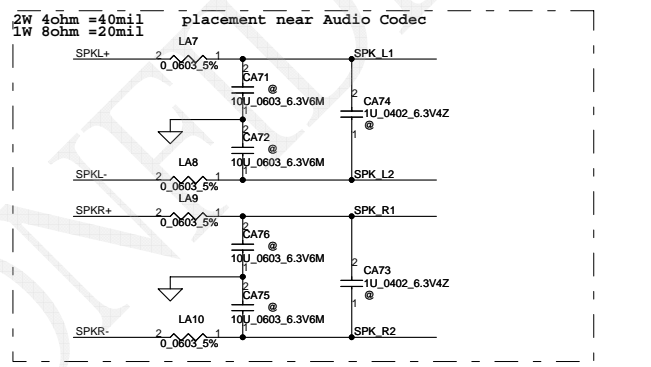 2W 4ohm =40mil placement near Audio Codec
1W 8ohm =20mil
LA7
SPKL+ 2 1 SPK_L1
0_0603_5%
2
CA71
@
10U_0603_6.3V6M
1
2
CA74
1U_0402_6.3V4Z
@
1
2
CA72
@
10U_0603_6.3V6M
1
LA8
SPKL- 2 1 SPK_L2
0_0603_5%
LA9
SPKR+ 2 1 SPK_R1
0_0603_5%
2
CA76
@
10U_0603_6.3V6M
1
2
CA73
1U_0402_6.3V4Z
@
1
2
CA75
@
10U_0603_6.3V6M
1
LA10
SPKR- 2 1 SPK_R2
0_0603_5%